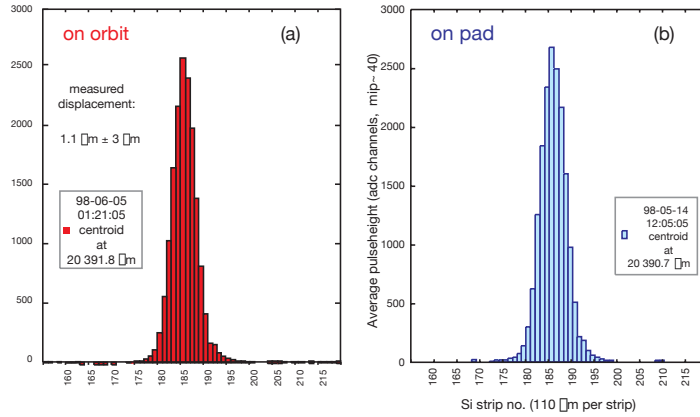 on orbit
(a)
measured
displacement:
1.1 □m ± 3 □m
98-06-05
01:21:05
centroid
at
20 391.8 □m
3000
2500
2000
1500
1000
500
0
160 165 170 175 180 185 190 195 200 205 210 215
on pad
(b)
Average pulseheight (adc channels, mip~ 40)
98-05-14
12:05:05
centroid
at
20 390.7 □m
3000
2500
2000
1500
1000
500
0
160 165 170 175 180 185 190 195 200 205 210 215
Si strip no. (110 □m per strip)